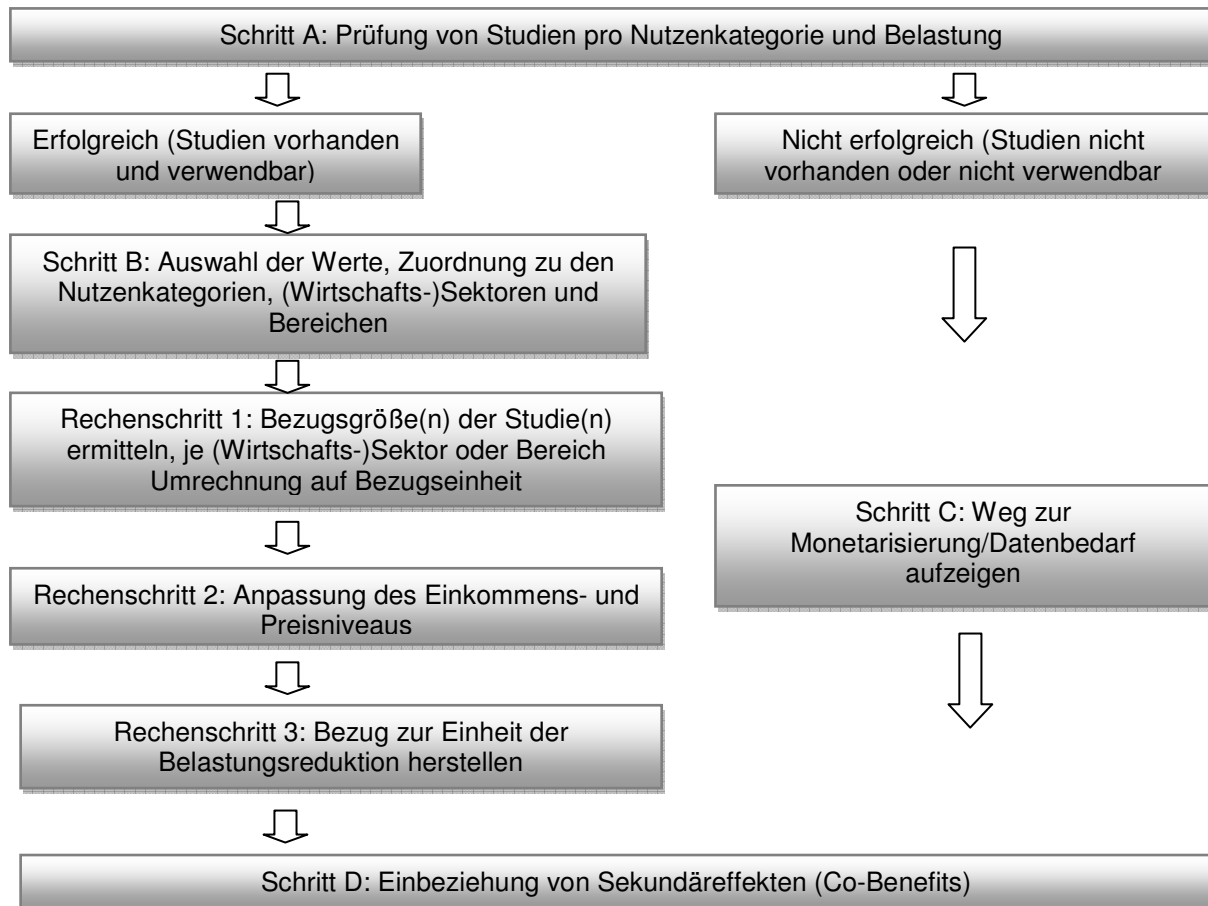 Schritt A: Prüfung von Studien pro Nutzenkategorie und Belastung
Erfolgreich (Studien vorhanden
und verwendbar)
Nicht erfolgreich (Studien nicht
vorhanden oder nicht verwendbar
Schritt B: Auswahl der Werte, Zuordnung zu den
Nutzenkategorien, (Wirtschafts-)Sektoren und
Bereichen
Rechenschritt 1: Bezugsgröße(n) der Studie(n)
ermitteln, je (Wirtschafts-)Sektor oder Bereich
Umrechnung auf Bezugseinheit
Schritt C: Weg zur
Monetarisierung/Datenbedarf
aufzeigen
Rechenschritt 2: Anpassung des Einkommens- und
Preisniveaus
Rechenschritt 3: Bezug zur Einheit der
Belastungsreduktion herstellen
Schritt D: Einbeziehung von Sekundäreffekten (Co-Benefits)